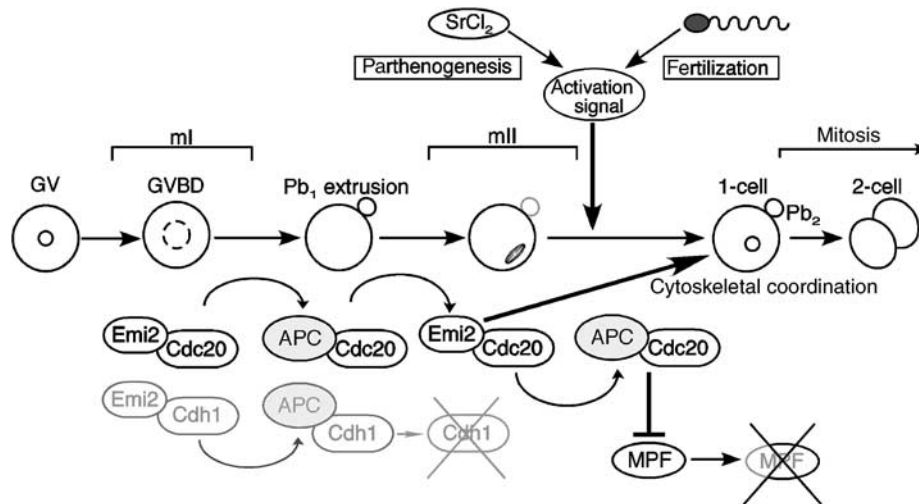 SrCl₂
Parthenogenesis
Fertilization
Activation
signal
mI
mII
Mitosis
GV
GVBD
Pb₁ extrusion
1-cell
2-cell
Pb₂
Cytoskeletal coordination
Emi2
Cdc20
APC
Cdc20
Emi2
Cdc20
APC
Cdc20
Emi2
Cdh1
APC
Cdh1
Cdh1
MPF
MPF